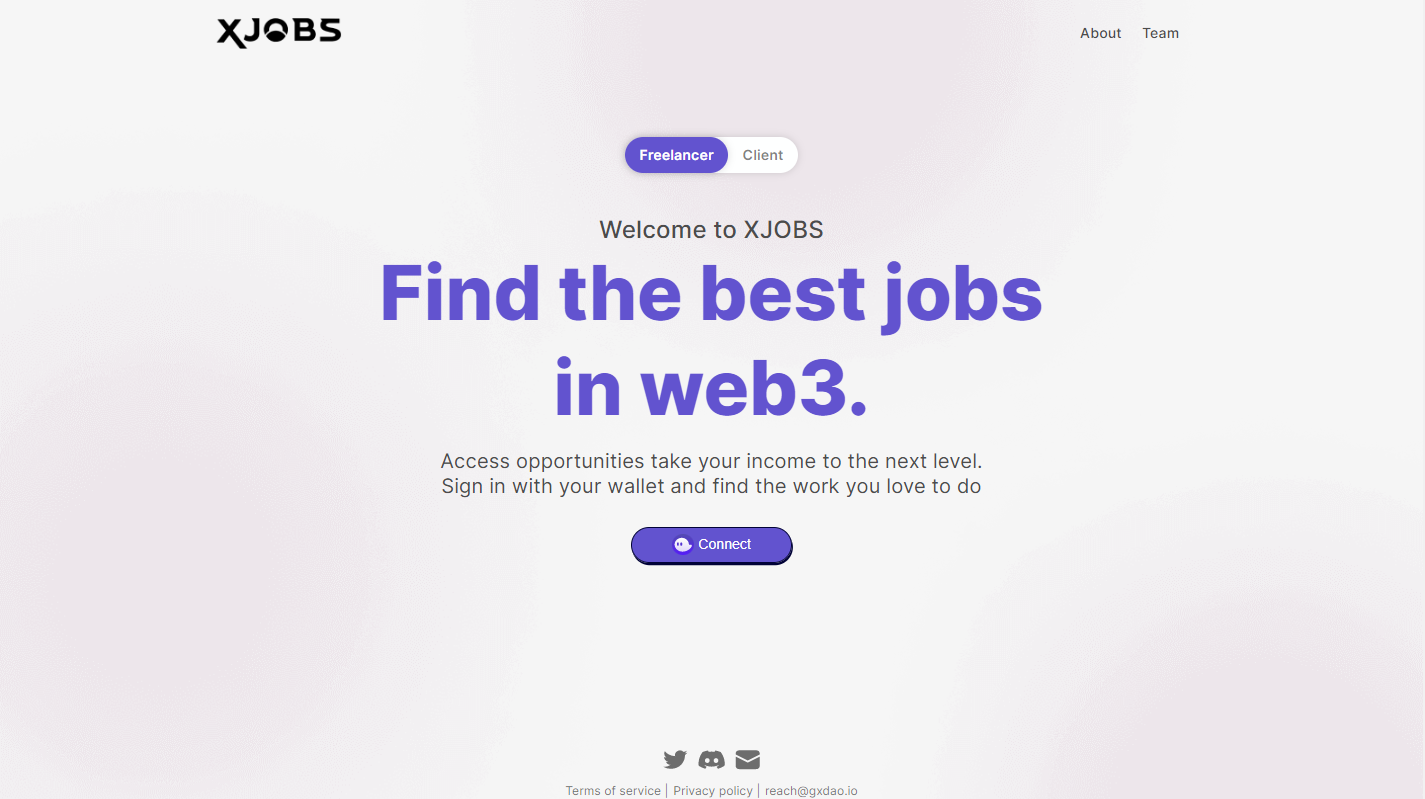 XJOBS
About Team
Freelancer Client
Welcome to XJOBS
Find the best jobs
in web3.
Access opportunities take your income to the next level.
Sign in with your wallet and find the work you love to do
Connect
Terms of service | Privacy policy | reach@gxdao.io